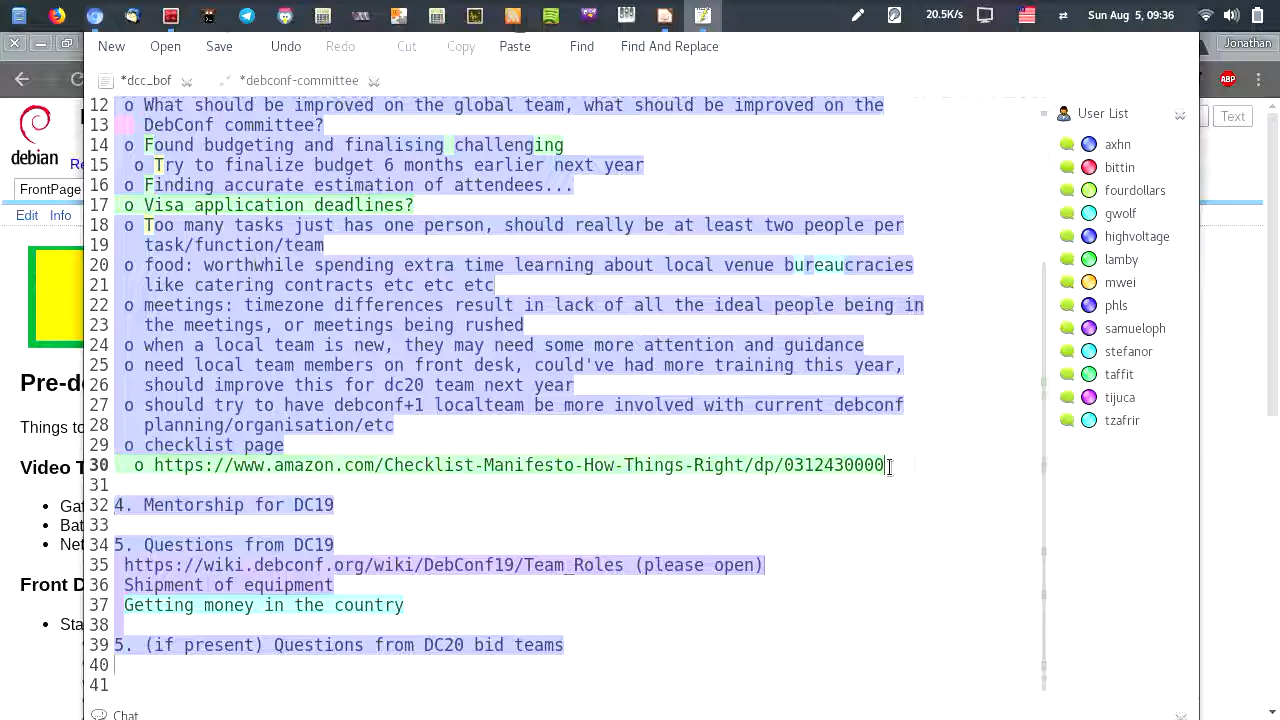 20.5K/s
Sun Aug 5, 09:36
Jonathan
New Open Save Undo Redo Cut Copy Paste Find Find And Replace
ABP
*dcc_bof *debconf-committee
User List
Text
debian
Re
FrontPage
Edit Info
Pre-d
Things to
Video T
Ga
Bat
Net
Front D
Sta
12 o What should be improved on the global team, what should be improved on the
13 DebConf committee?
14 o Found budgeting and finalising challenging
15 o Try to finalize budget 6 months earlier next year
16 o Finding accurate estimation of attendees...
17 o Visa application deadlines?
18 o Too many tasks just has one person, should really be at least two people per
19 task/function/team
20 o food: worthwhile spending extra time learning about local venue bureaucracies
21 like catering contracts etc etc etc
22 o meetings: timezone differences result in lack of all the ideal people being in
23 the meetings, or meetings being rushed
24 o when a local team is new, they may need some more attention and guidance
25 o need local team members on front desk, could've had more training this year,
26 should improve this for dc20 team next year
27 o should try to have debconf+1 localteam be more involved with current debconf
28 planning/organisation/etc
29 o checklist page
30 o https://www.amazon.com/Checklist-Manifesto-How-Things-Right/dp/0312430000
31
32 4. Mentorship for DC19
33
34 5. Questions from DC19
35 https://wiki.debconf.org/wiki/DebConf19/Team_Roles (please open)
36 Shipment of equipment
37 Getting money in the country
38
39 5. (if present) Questions from DC20 bid teams
40
41
axhn
bittin
fourdollars
gwolf
highvoltage
lamby
mwei
phls
samueloph
stefanor
taffit
tijuca
tzafrir
Chat